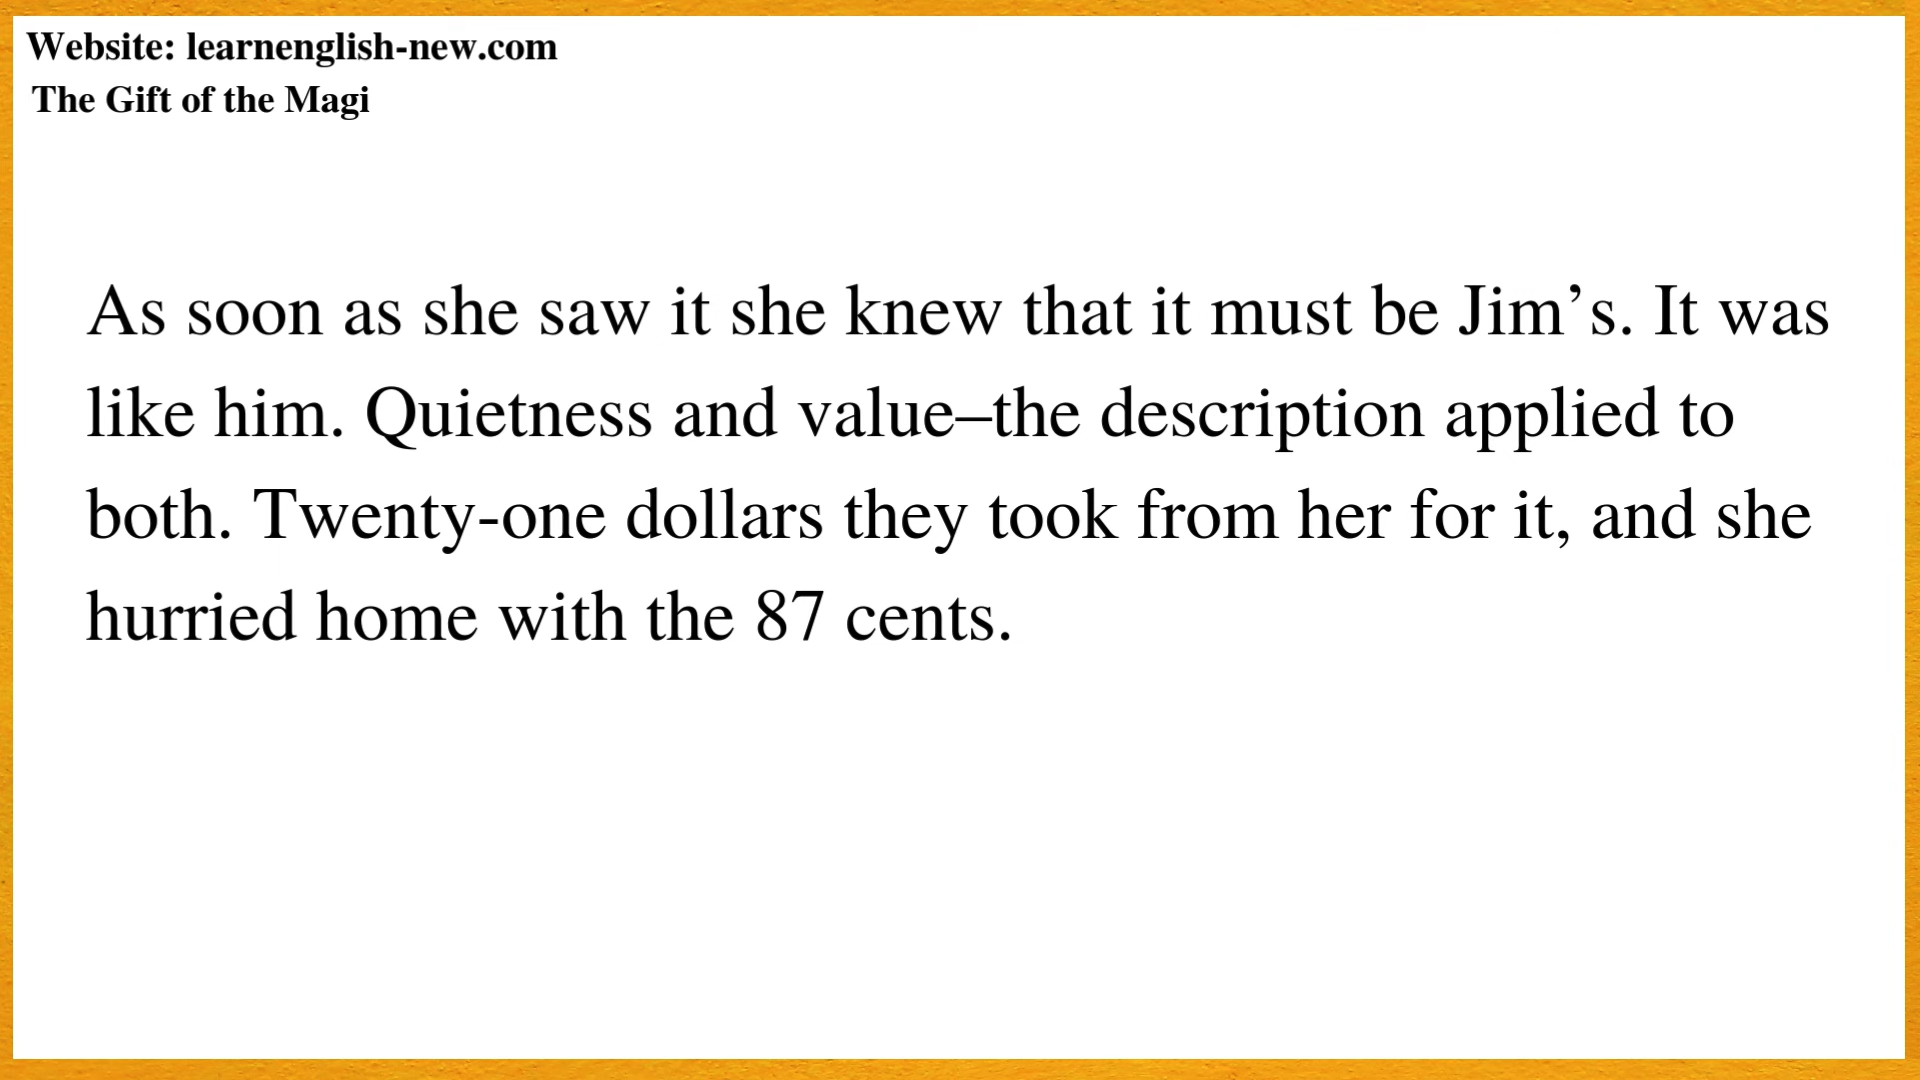 Website: learnenglish-new.com
The Gift of the Magi
As soon as she saw it she knew that it must be Jim’s. It was
like him. Quietness and value–the description applied to
both. Twenty-one dollars they took from her for it, and she
hurried home with the 87 cents.